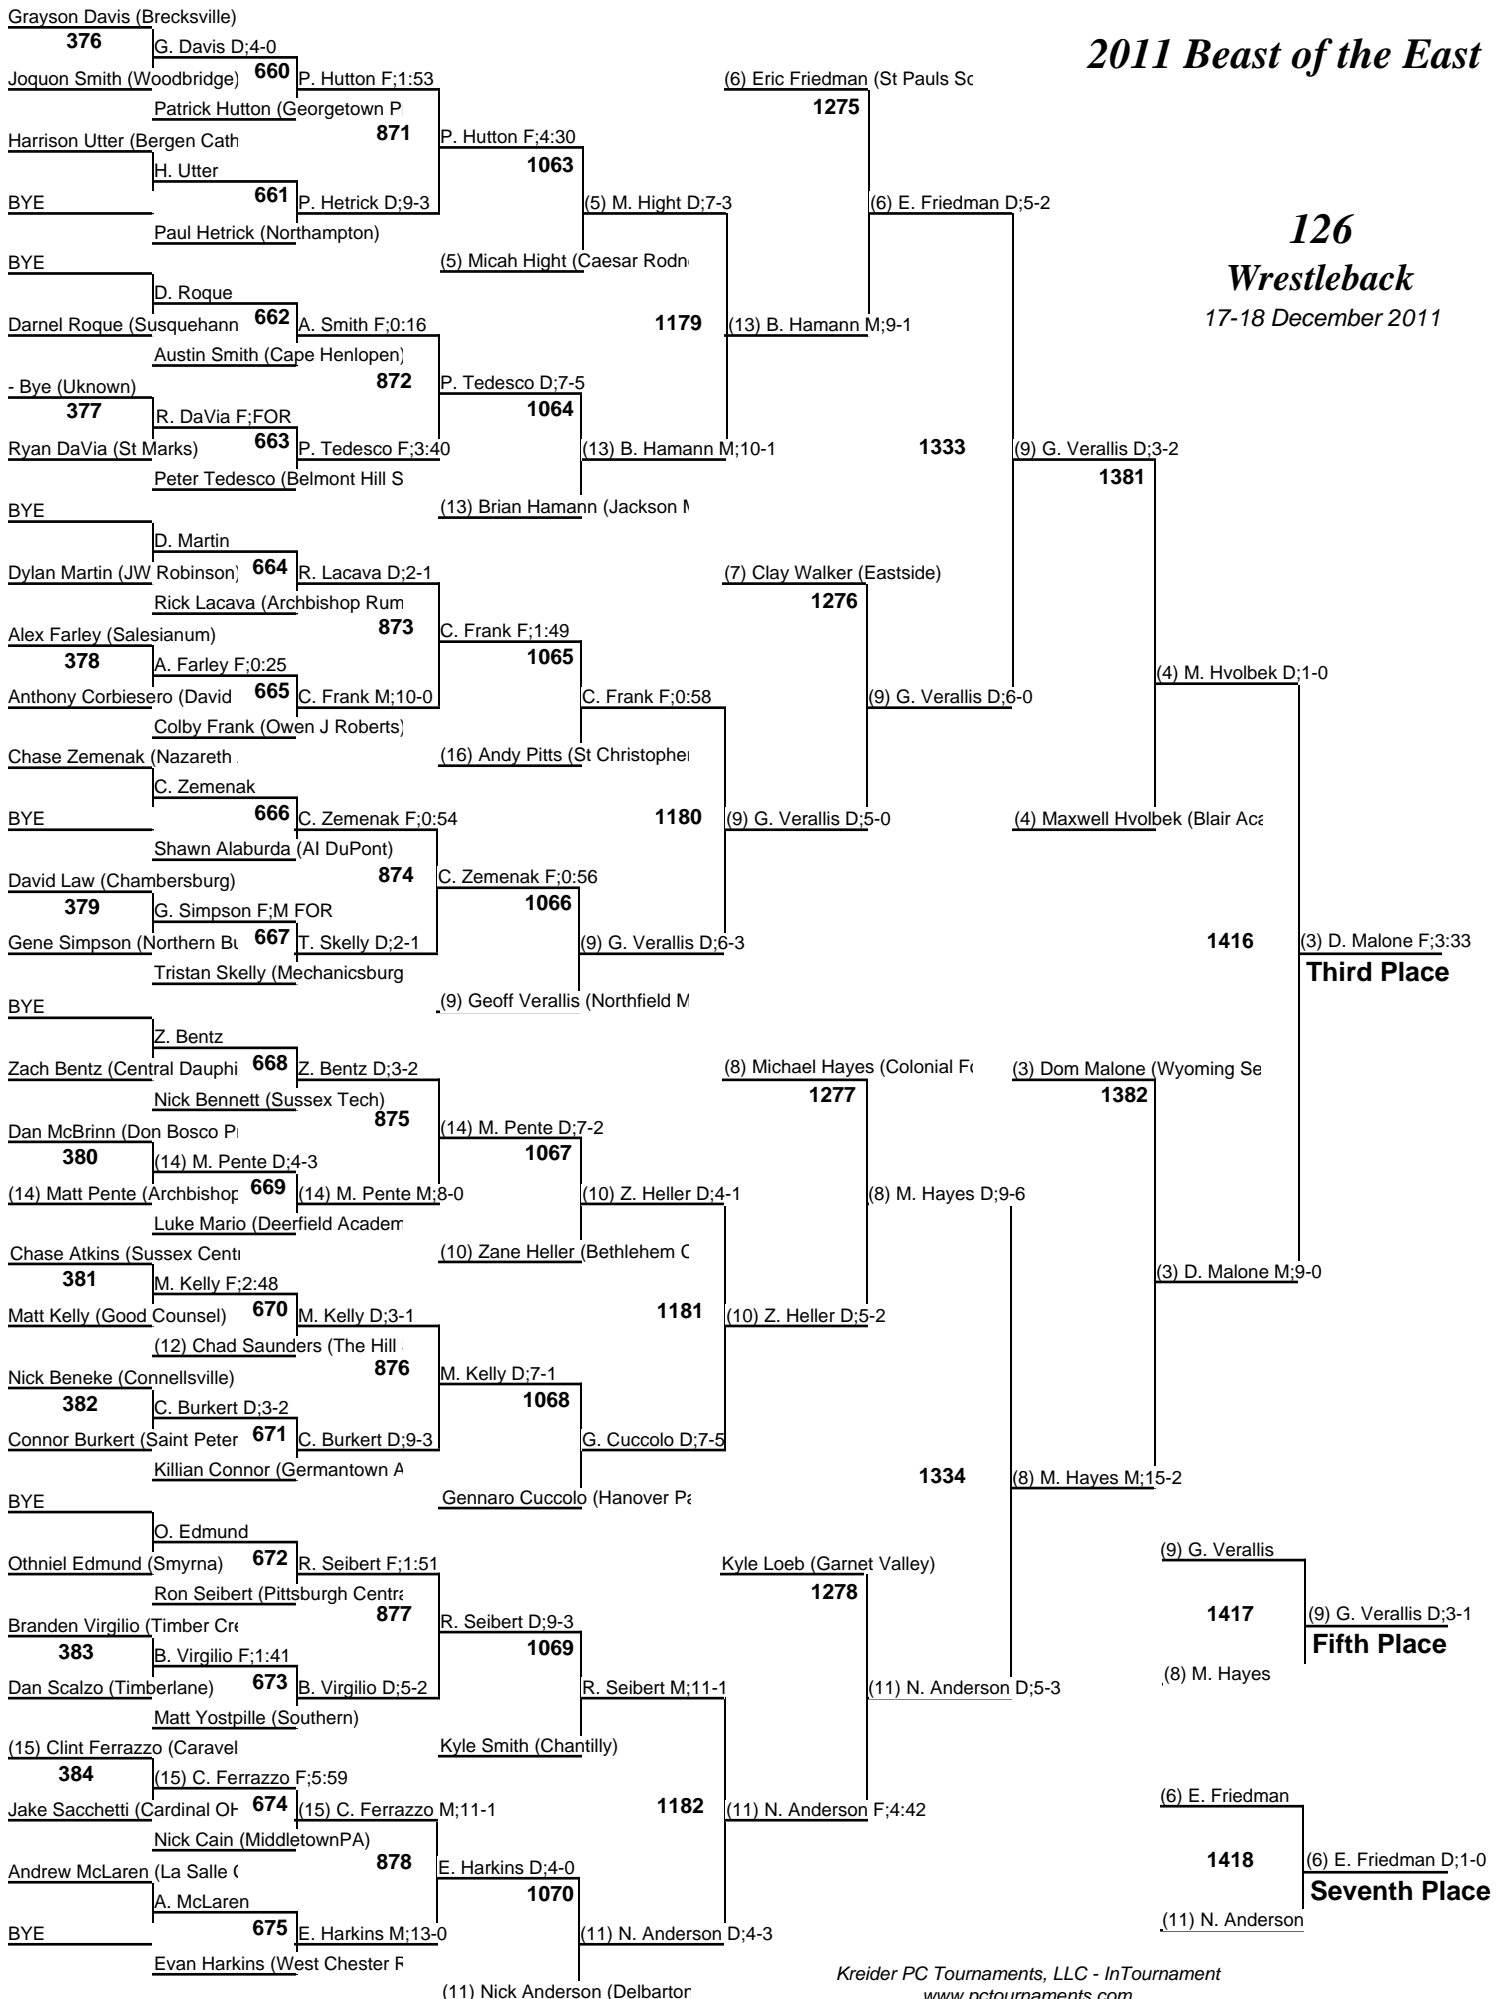 Grayson Davis (Brecksville)
376
G. Davis D;4-0
Joquon Smith (Woodbridge)
660
P. Hutton F;1:53
Patrick Hutton (Georgetown P
871
Harrison Utter (Bergen Cath
P. Hutton F;4:30
1063
H. Utter
BYE
661
P. Hetrick D;9-3
(5) M. Hight D;7-3
Paul Hetrick (Northampton)
BYE
(5) Micah Hight (Caesar Rodn
D. Roque
Darnel Roque (Susquehann
662
A. Smith F;0:16
1179
(13) B. Hamann M;9-1
Austin Smith (Cape Henlopen)
872
- Bye (Uknown)
P. Tedesco D;7-5
377
1064
R. DaVia F;FOR
Ryan DaVia (St Marks)
663
P. Tedesco F;3:40
(13) B. Hamann M;10-1
Peter Tedesco (Belmont Hill S
BYE
(13) Brian Hamann (Jackson M
D. Martin
Dylan Martin (JW Robinson)
664
R. Lacava D;2-1
Rick Lacava (Archbishop Rum
873
Alex Farley (Salesianum)
C. Frank F;1:49
378
1065
A. Farley F;0:25
Anthony Corbiesero (David
665
C. Frank M;10-0
C. Frank F;0:58
Colby Frank (Owen J Roberts)
Chase Zemenak (Nazareth
(16) Andy Pitts (St Christopher
C. Zemenak
BYE
666
C. Zemenak F;0:54
1180
(9) G. Verallis D;5-0
Shawn Alaburda (AI DuPont)
874
David Law (Chambersburg)
C. Zemenak F;0:56
379
1066
G. Simpson F;M FOR
Gene Simpson (Northern Bu
667
T. Skelly D;2-1
(9) G. Verallis D;6-3
Tristan Skelly (Mechanicsburg
BYE
(9) Geoff Verallis (Northfield M
Z. Bentz
Zach Bentz (Central Dauphi
668
Z. Bentz D;3-2
Nick Bennett (Sussex Tech)
875
Dan McBrinn (Don Bosco Pr
(14) M. Pente D;7-2
380
1067
(14) M. Pente D;4-3
(14) Matt Pente (Archbishop
669
(14) M. Pente M;8-0
(10) Z. Heller D;4-1
Luke Mario (Deerfield Academ
Chase Atkins (Sussex Centr
(10) Zane Heller (Bethlehem C
381
M. Kelly F;2:48
Matt Kelly (Good Counsel)
670
M. Kelly D;3-1
1181
(10) Z. Heller D;5-2
(12) Chad Saunders (The Hill
876
Nick Beneke (Connellsville)
M. Kelly D;7-1
382
1068
C. Burkert D;3-2
Connor Burkert (Saint Peter
671
C. Burkert D;9-3
G. Cuccolo D;7-5
Killian Connor (Germantown A
BYE
Gennaro Cuccolo (Hanover Pa
O. Edmund
Othniel Edmund (Smyrna)
672
R. Seibert F;1:51
Ron Seibert (Pittsburgh Centra
877
Branden Virgilio (Timber Cre
R. Seibert D;9-3
383
1069
B. Virgilio F;1:41
Dan Scalzo (Timberlane)
673
B. Virgilio D;5-2
R. Seibert M;11-1
Matt Yostpille (Southern)
(15) Clint Ferrazzo (Caravel
Kyle Smith (Chantilly)
384
(15) C. Ferrazzo F;5:59
Jake Sacchetti (Cardinal OH
674
(15) C. Ferrazzo M;11-1
1182
(11) N. Anderson F;4:42
Nick Cain (MiddletownPA)
878
Andrew McLaren (La Salle C
E. Harkins D;4-0
1070
A. McLaren
BYE
675
E. Harkins M;13-0
(11) N. Anderson D;4-3
Evan Harkins (West Chester R
(11) Nick Anderson (Delbarton
(6) Eric Friedman (St Pauls Sc
1275
(6) E. Friedman D;5-2
1333
(9) G. Verallis D;3-2
1381
(7) Clay Walker (Eastside)
1276
(9) G. Verallis D;6-0
(4) M. Hvolbek D;1-0
(4) Maxwell Hvolbek (Blair Aca
1416
(3) D. Malone F;3:33
Third Place
(8) Michael Hayes (Colonial Fo
1277
(3) Dom Malone (Wyoming Se
1382
(8) M. Hayes D;9-6
(3) D. Malone M;9-0
1334
(8) M. Hayes M;15-2
Kyle Loeb (Garnet Valley)
1278
(11) N. Anderson D;5-3
(9) G. Verallis
1417
(9) G. Verallis D;3-1
Fifth Place
(8) M. Hayes
(6) E. Friedman
1418
(6) E. Friedman D;1-0
Seventh Place
(11) N. Anderson
2011 Beast of the East
126
Wrestleback
17-18 December 2011
Kreider PC Tournaments, LLC - InTournament
www.pctournaments.com